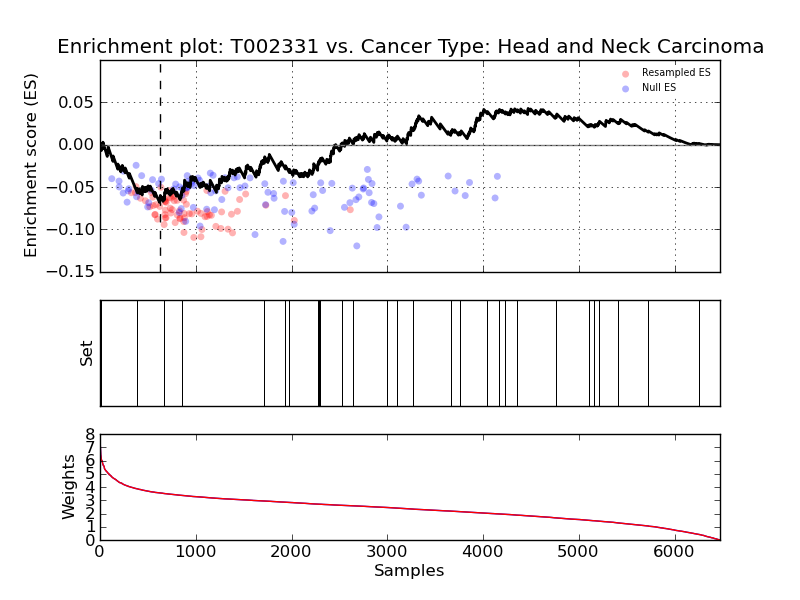 Enrichment plot: T002331 vs. Cancer Type: Head and Neck Carcinoma
Enrichment score (ES)
0.05
0.00
−0.05
−0.10
−0.15
Resampled ES
Null ES
Set
Weights
8
7
6
5
4
3
2
1
0
0 1000 2000 3000 4000 5000 6000
Samples